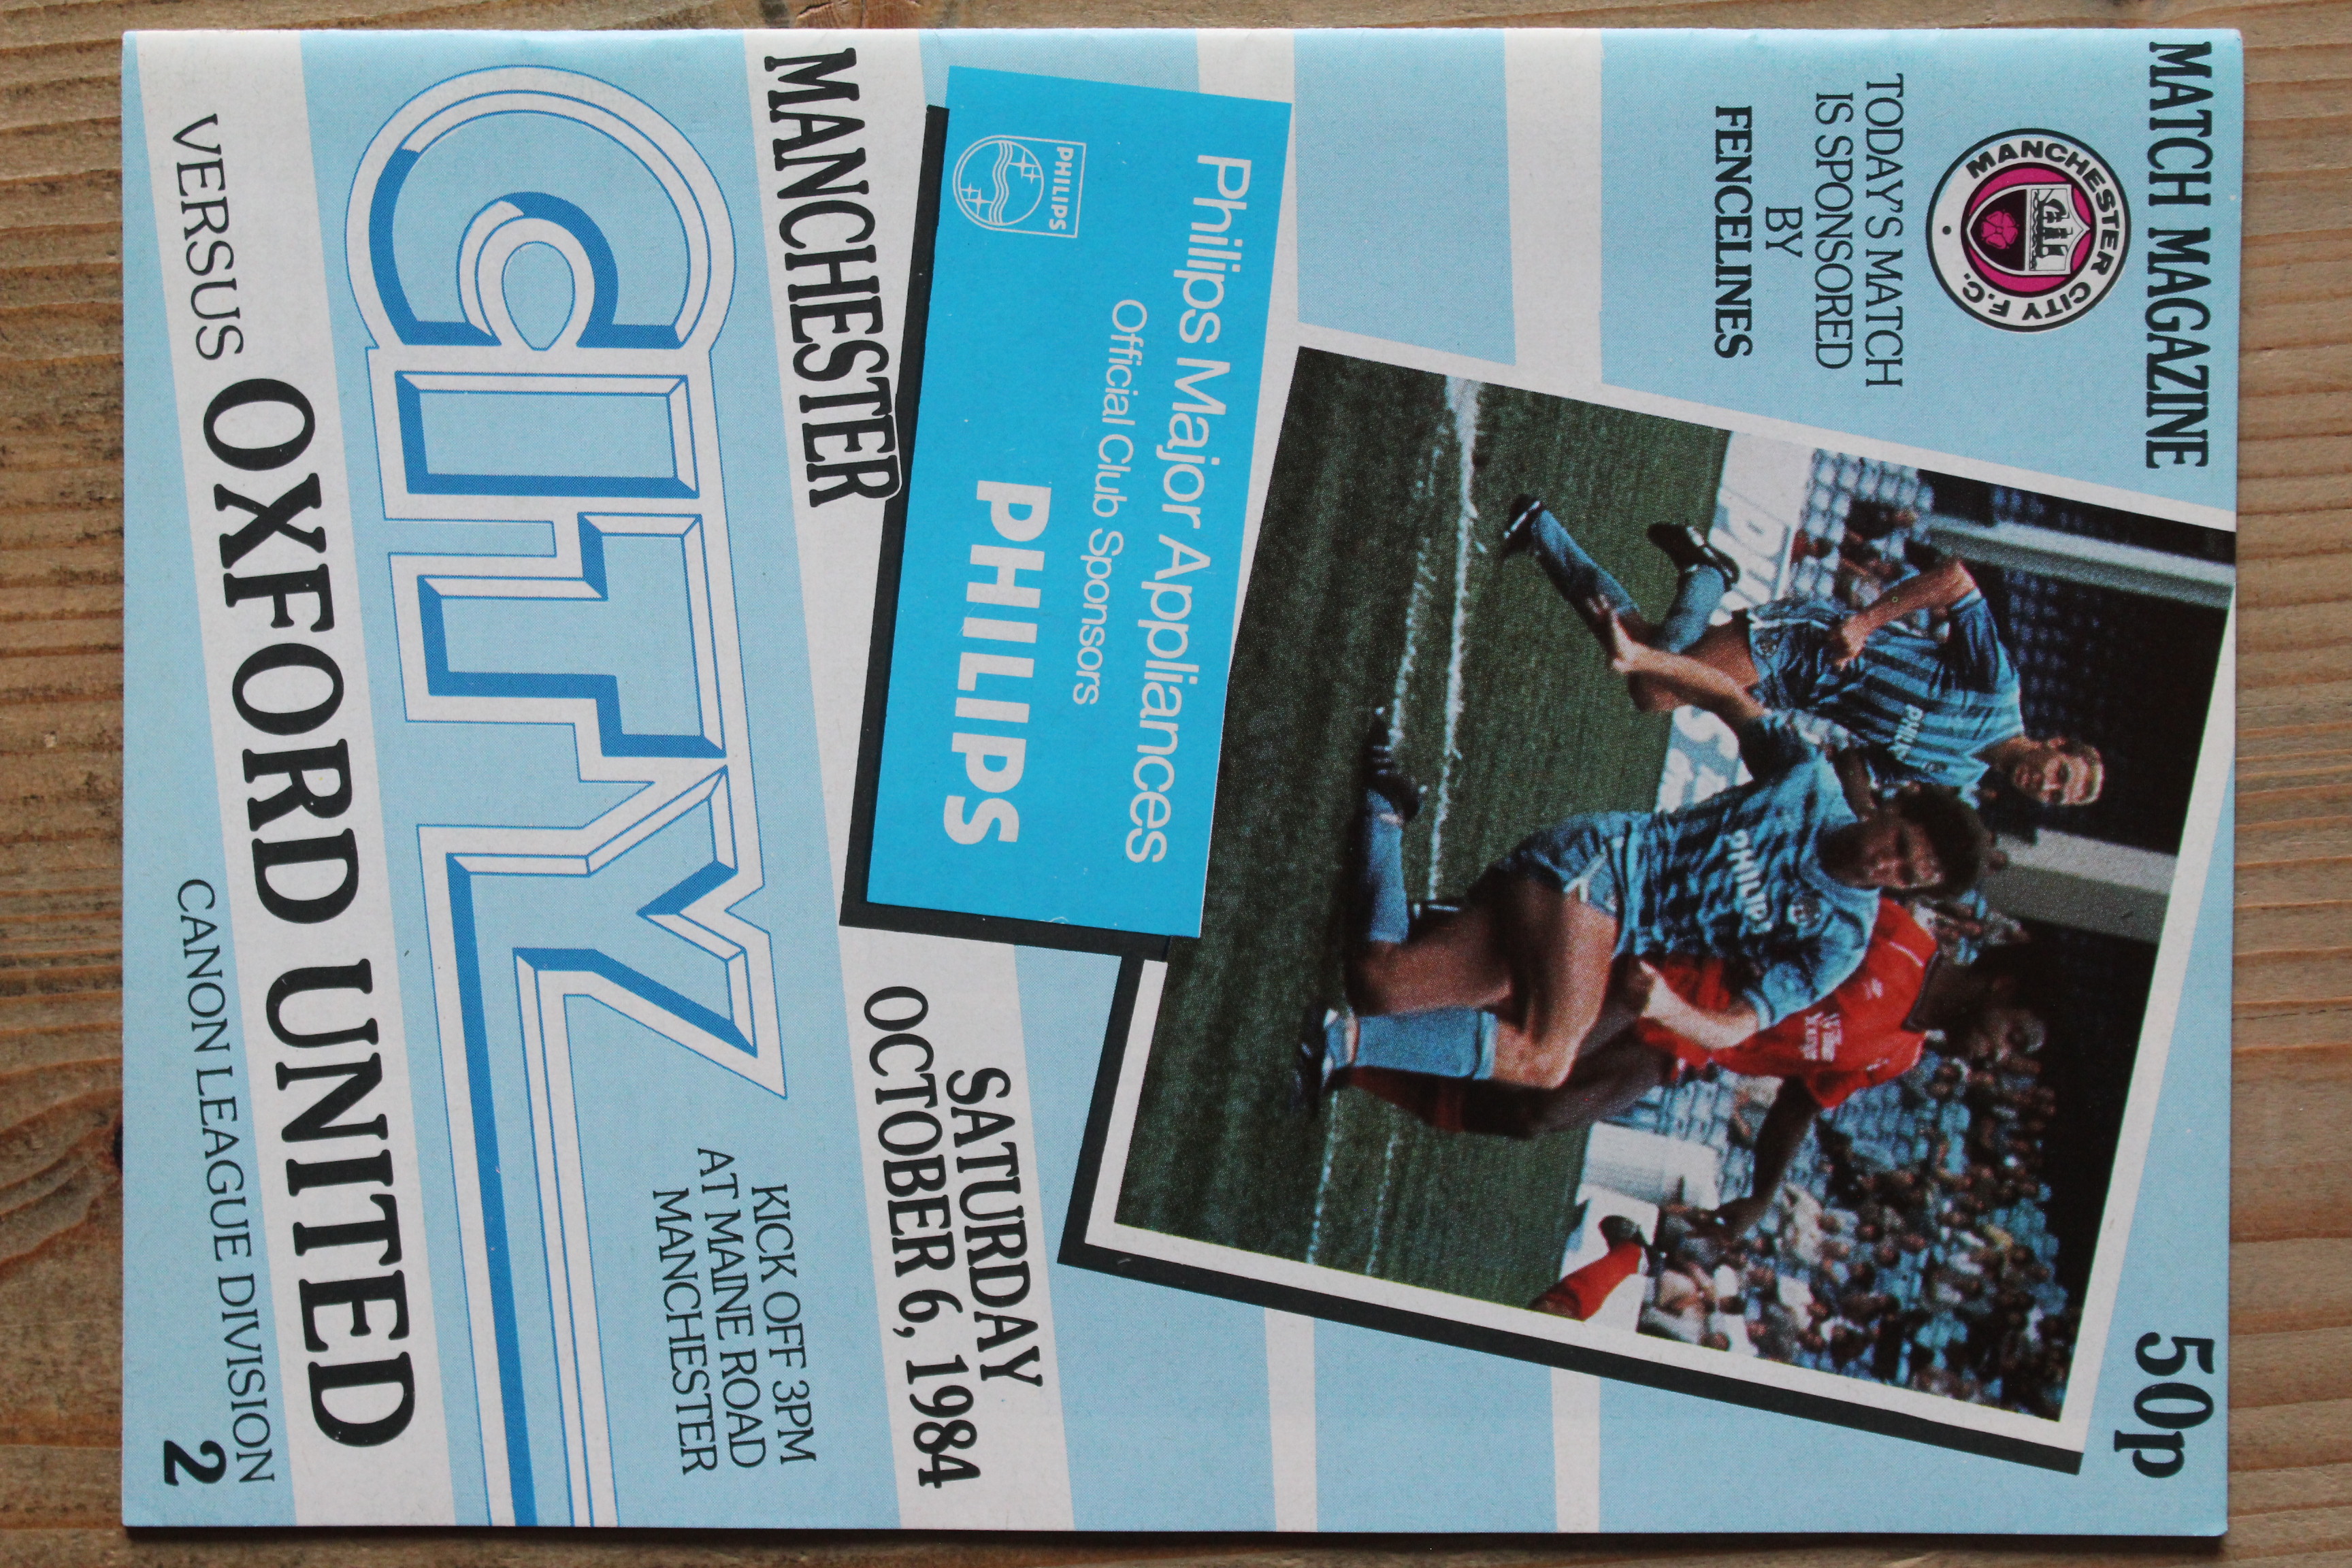 MATCH MAGAZINE
50p
MANCHESTER CITY F.C.
TODAY'S MATCH
IS SPONSORED
BY
FENCELINES
PHILIPS
PHILIPS
Philips Major Appliances
Official Club Sponsors
PHILIPS
PHILIPS
SATURDAY
OCTOBER 6, 1984
MANCHESTER
CITY
KICK OFF 3PM
AT MAINE ROAD
MANCHESTER
VERSUS OXFORD UNITED
CANON LEAGUE DIVISION
2